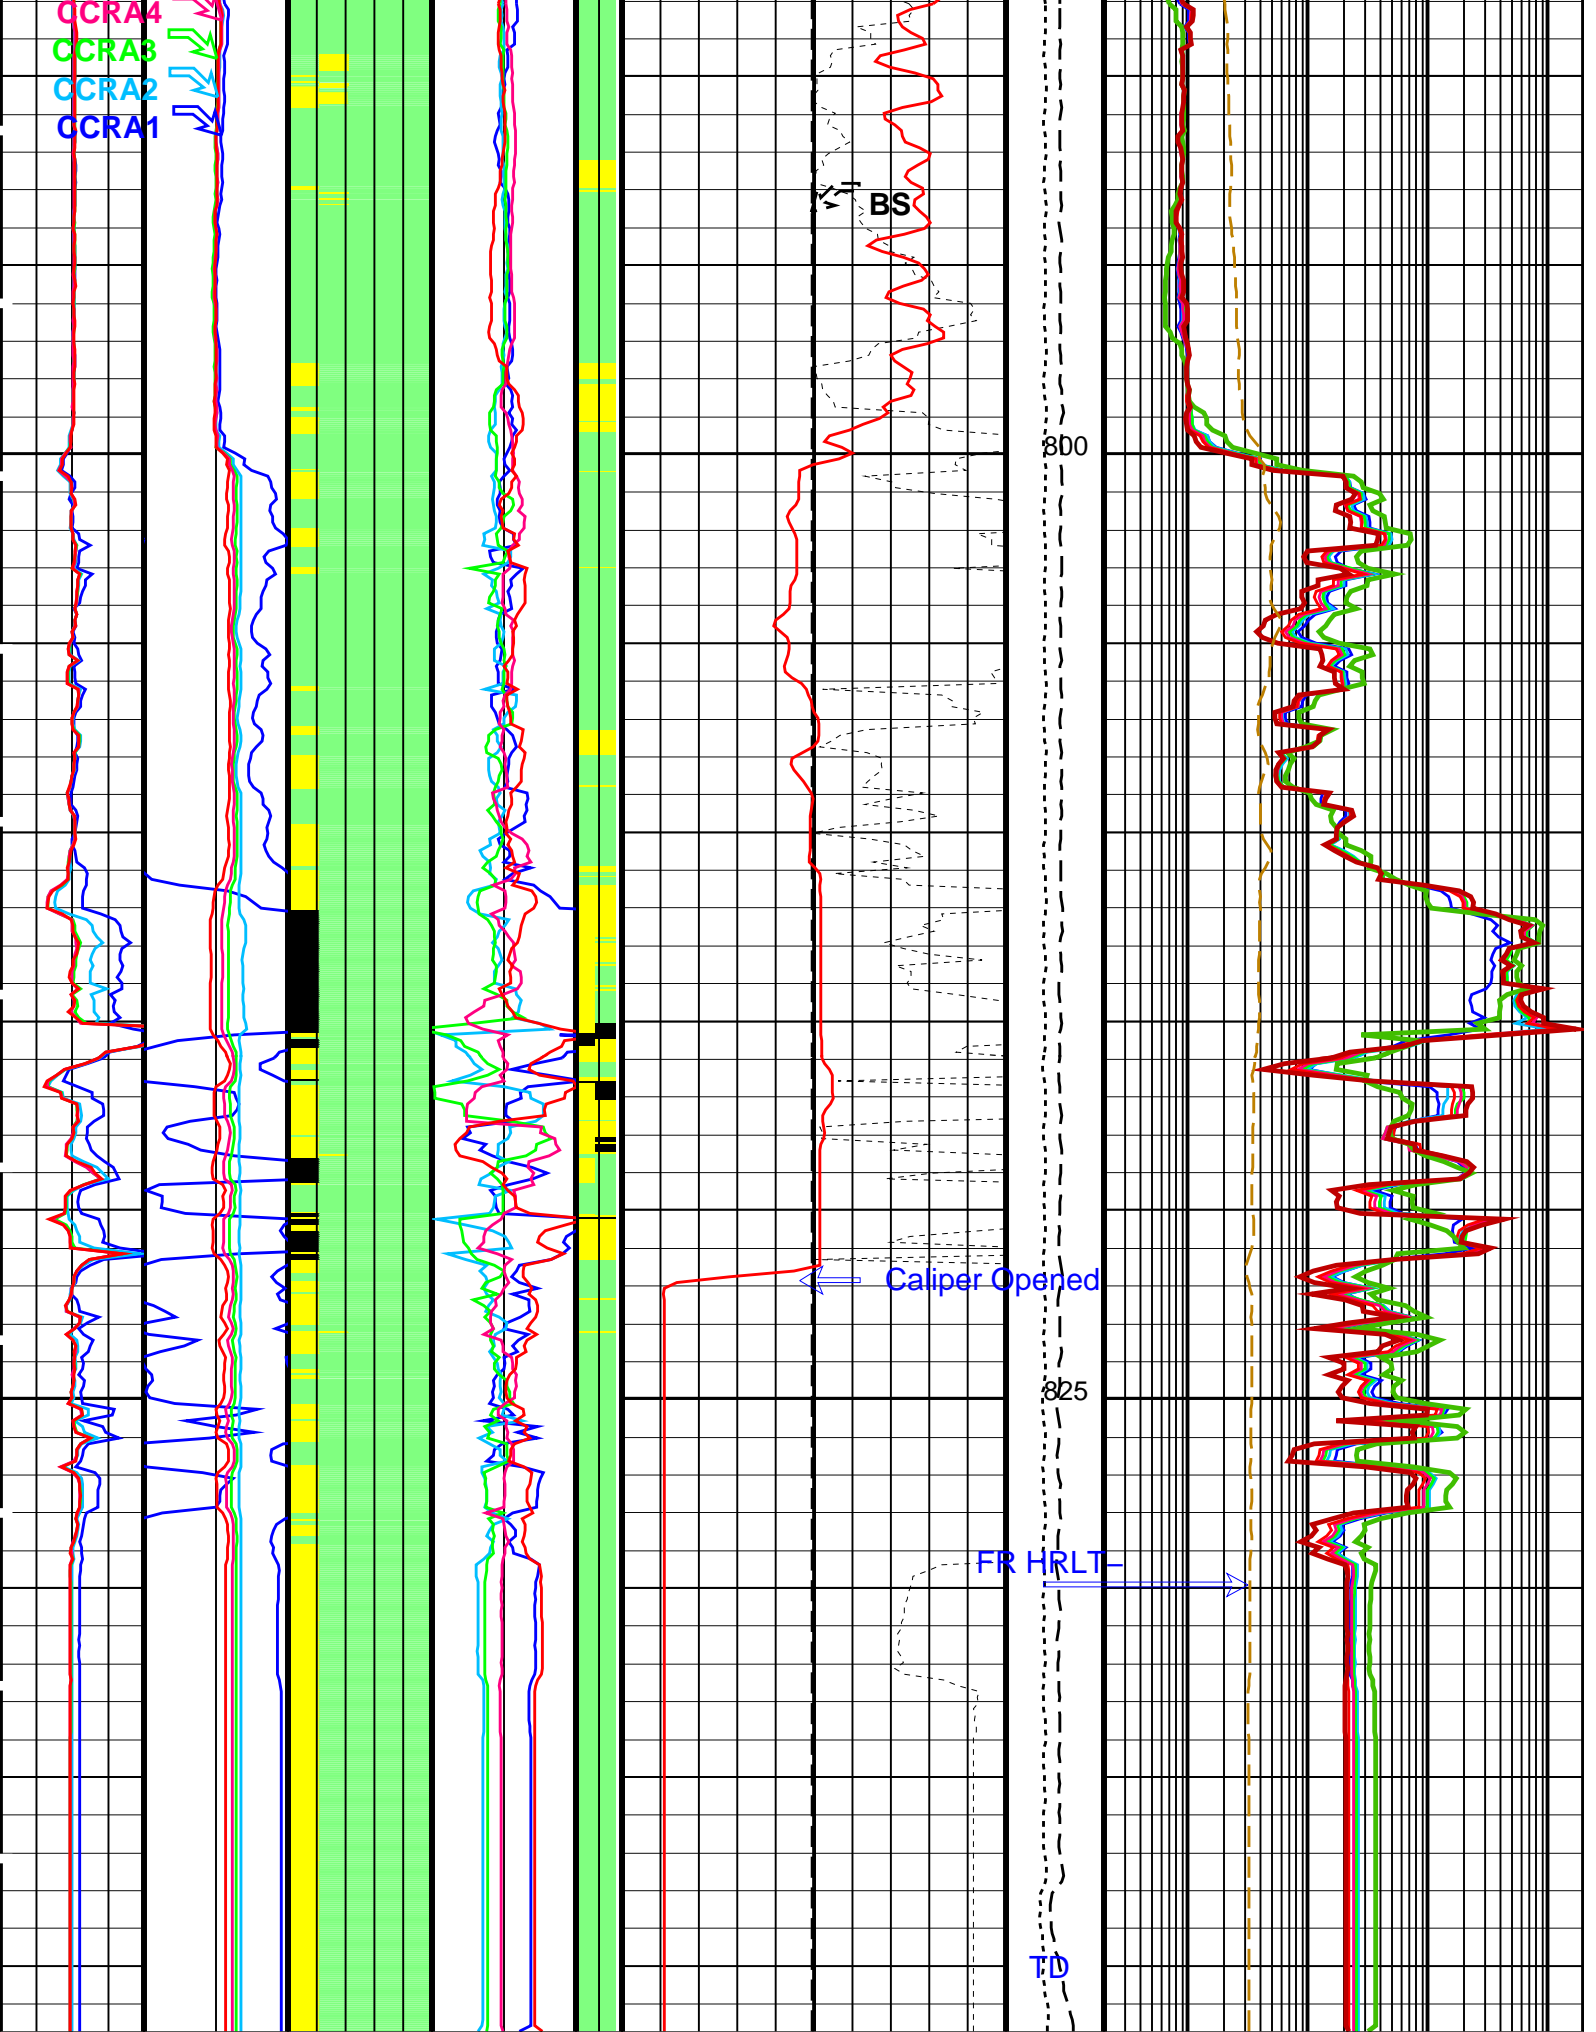 CCRA4
CCRA3
CCRA2
CCRA1
BS
800
Caliper Opened
825
FR HRLT–
TD